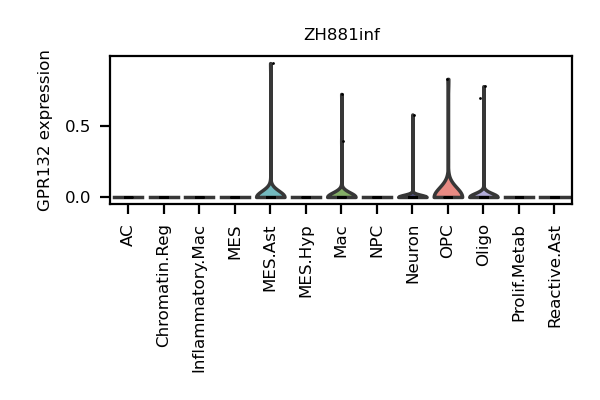 ZH881inf
GPR132 expression
0.5
0.0
AC
Chromatin.Reg
Inflammatory.Mac
MES
MES.Ast
MES.Hyp
Mac
NPC
Neuron
OPC
Oligo
Prolif.Metab
Reactive.Ast